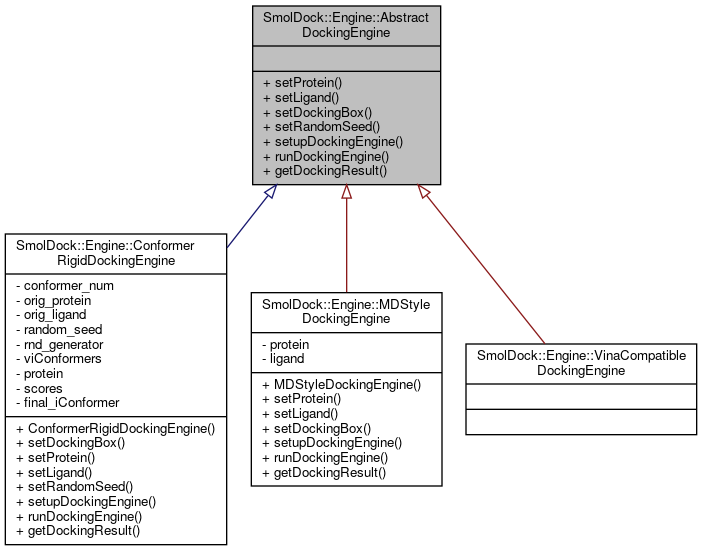 SmolDock::Engine::Abstract
DockingEngine
+ setProtein()
+ setLigand()
+ setDockingBox()
+ setRandomSeed()
+ setupDockingEngine()
+ runDockingEngine()
+ getDockingResult()
SmolDock::Engine::Conformer
RigidDockingEngine
- conformer_num
- orig_protein
- orig_ligand
- random_seed
- rnd_generator
- viConformers
- protein
- scores
- final_iConformer
+ ConformerRigidDockingEngine()
+ setDockingBox()
+ setProtein()
+ setLigand()
+ setRandomSeed()
+ setupDockingEngine()
+ runDockingEngine()
+ getDockingResult()
SmolDock::Engine::MDStyle
DockingEngine
- protein
- ligand
+ MDStyleDockingEngine()
+ setProtein()
+ setLigand()
+ setDockingBox()
+ setupDockingEngine()
+ runDockingEngine()
+ getDockingResult()
SmolDock::Engine::VinaCompatible
DockingEngine